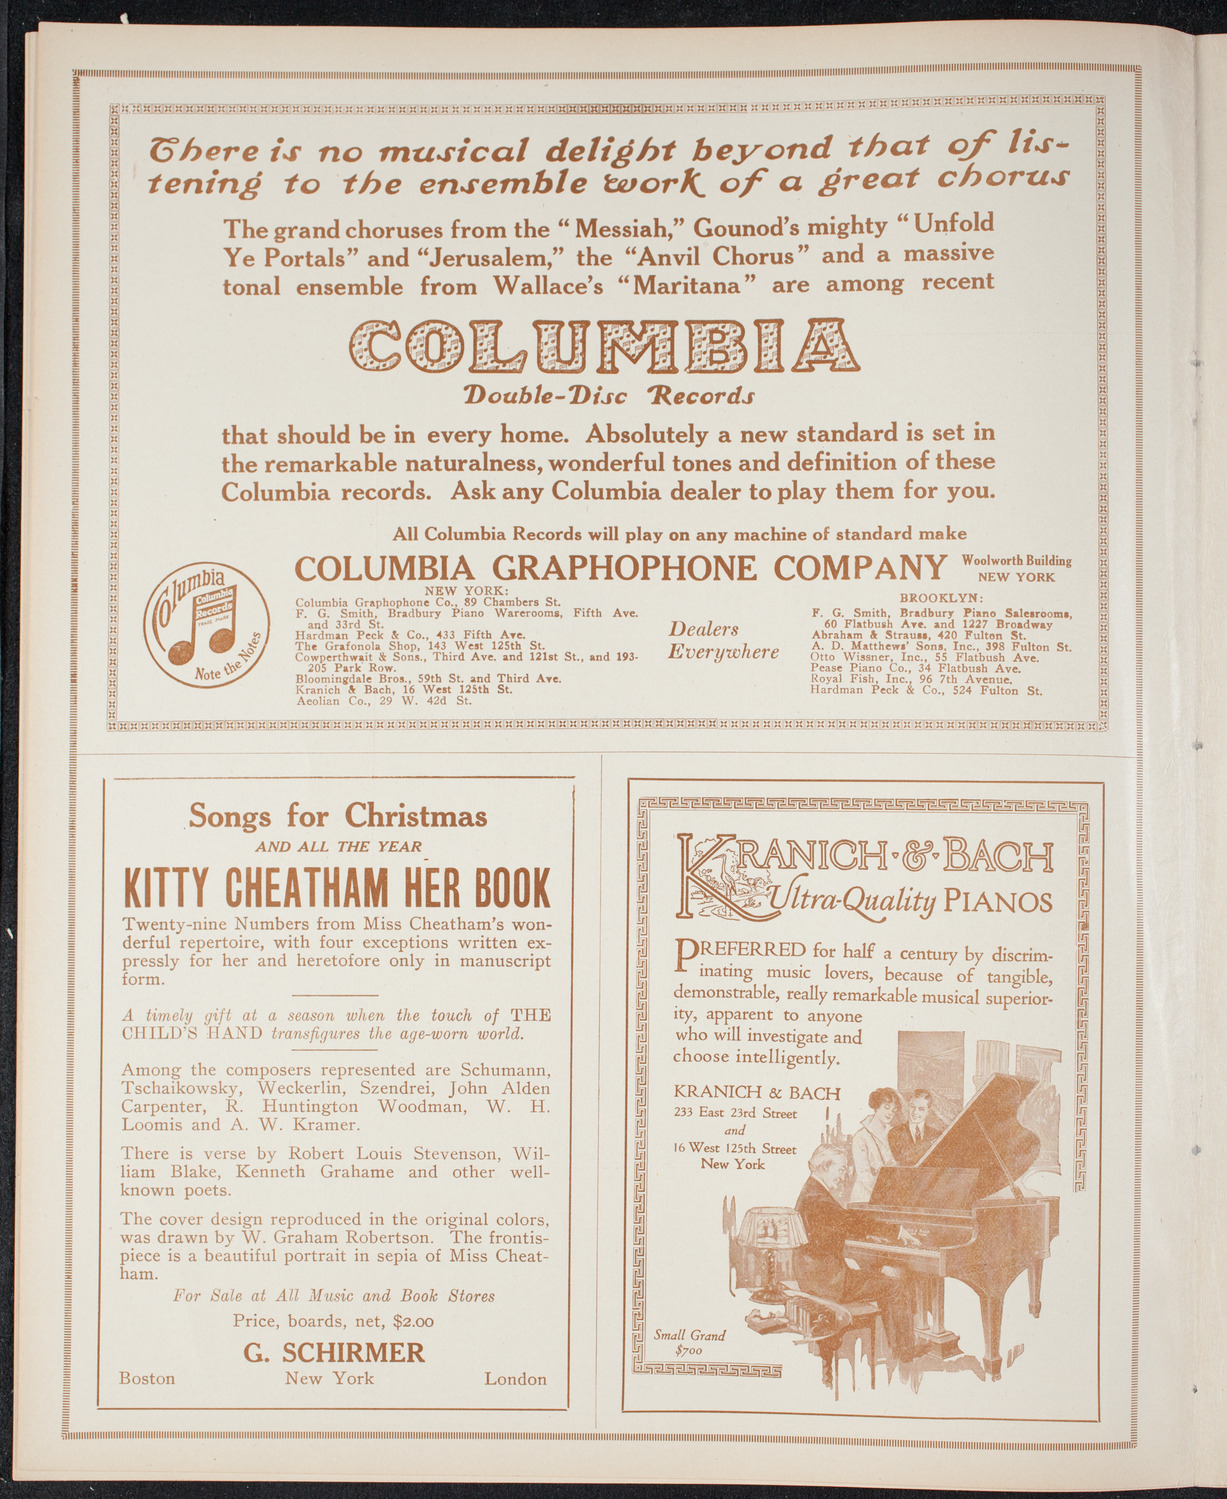 There is no musical delight beyond that of lis-
tening to the ensemble work of a great chorus
The grand choruses from the “Messiah,” Gounod’s mighty “Unfold
Ye Portals” and “Jerusalem,” the “Anvil Chorus” and a massive
tonal ensemble from Wallace’s “Maritana” are among recent
COLUMBIA
Double-Disc Records
that should be in every home. Absolutely a new standard is set in
the remarkable naturalness, wonderful tones and definition of these
Columbia records. Ask any Columbia dealer to play them for you.
All Columbia Records will play on any machine of standard make
COLUMBIA GRAPHOPHONE COMPANY Woolworth Building
NEW YORK
Columbia
Columbia
Records
TRADE MARK
Note the Notes
NEW YORK:
Columbia Graphophone Co., 89 Chambers St.
F. G. Smith, Bradbury Piano Warerooms, Fifth Ave.
and 33rd St.
Hardman Peck & Co., 433 Fifth Ave.
The Grafonola Shop, 143 West 125th St.
Cowperthwait & Sons., Third Ave. and 121st St., and 193-
205 Park Row.
Bloomingdale Bros., 59th St. and Third Ave.
Kranich & Bach, 16 West 125th St.
Aeolian Co., 29 W. 42d St.
Dealers
Everywhere
BROOKLYN:
F. G. Smith, Bradbury Piano Salesrooms,
60 Flatbush Ave. and 1227 Broadway
Abraham & Strauss, 420 Fulton St.
A. D. Matthews’ Sons, Inc., 398 Fulton St.
Otto Wissner, Inc., 55 Flatbush Ave.
Pease Piano Co., 34 Flatbush Ave.
Royal Fish, Inc., 96 7th Avenue.
Hardman Peck & Co., 524 Fulton St.
Songs for Christmas
AND ALL THE YEAR
KITTY CHEATHAM HER BOOK
Twenty-nine Numbers from Miss Cheatham’s won-
derful repertoire, with four exceptions written ex-
pressly for her and heretofore only in manuscript
form.
A timely gift at a season when the touch of THE
CHILD’S HAND transfigures the age-worn world.
Among the composers represented are Schumann,
Tschaikowsky, Weckerlin, Szendrei, John Alden
Carpenter, R. Huntington Woodman, W. H.
Loomis and A. W. Kramer.
There is verse by Robert Louis Stevenson, Wil-
liam Blake, Kenneth Grahame and other well-
known poets.
The cover design reproduced in the original colors,
was drawn by W. Graham Robertson. The frontis-
piece is a beautiful portrait in sepia of Miss Cheat-
ham.
For Sale at All Music and Book Stores
Price, boards, net, $2.00
G. SCHIRMER
Boston New York London
KRANICH·&·BACH
Ultra-Quality PIANOS
PREFERRED for half a century by discrim-
inating music lovers, because of tangible,
demonstrable, really remarkable musical superior-
ity, apparent to anyone
who will investigate and
choose intelligently.
KRANICH & BACH
233 East 23rd Street
and
16 West 125th Street
New York
Small Grand
$700